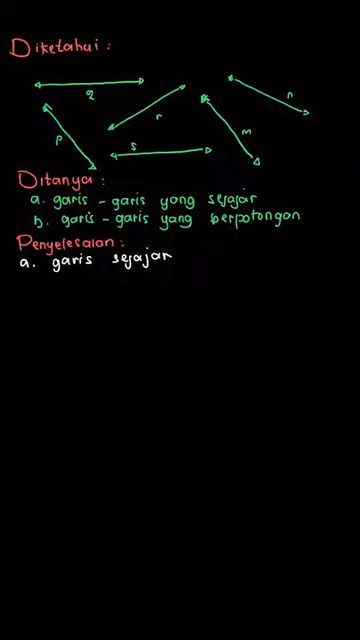 Diketahui :
q
n
p
r
m
s
Ditanya :
a. garis - garis yang sejajar
b. garis - garis yang berpotongan
Penyelesaian :
a. garis sejajar